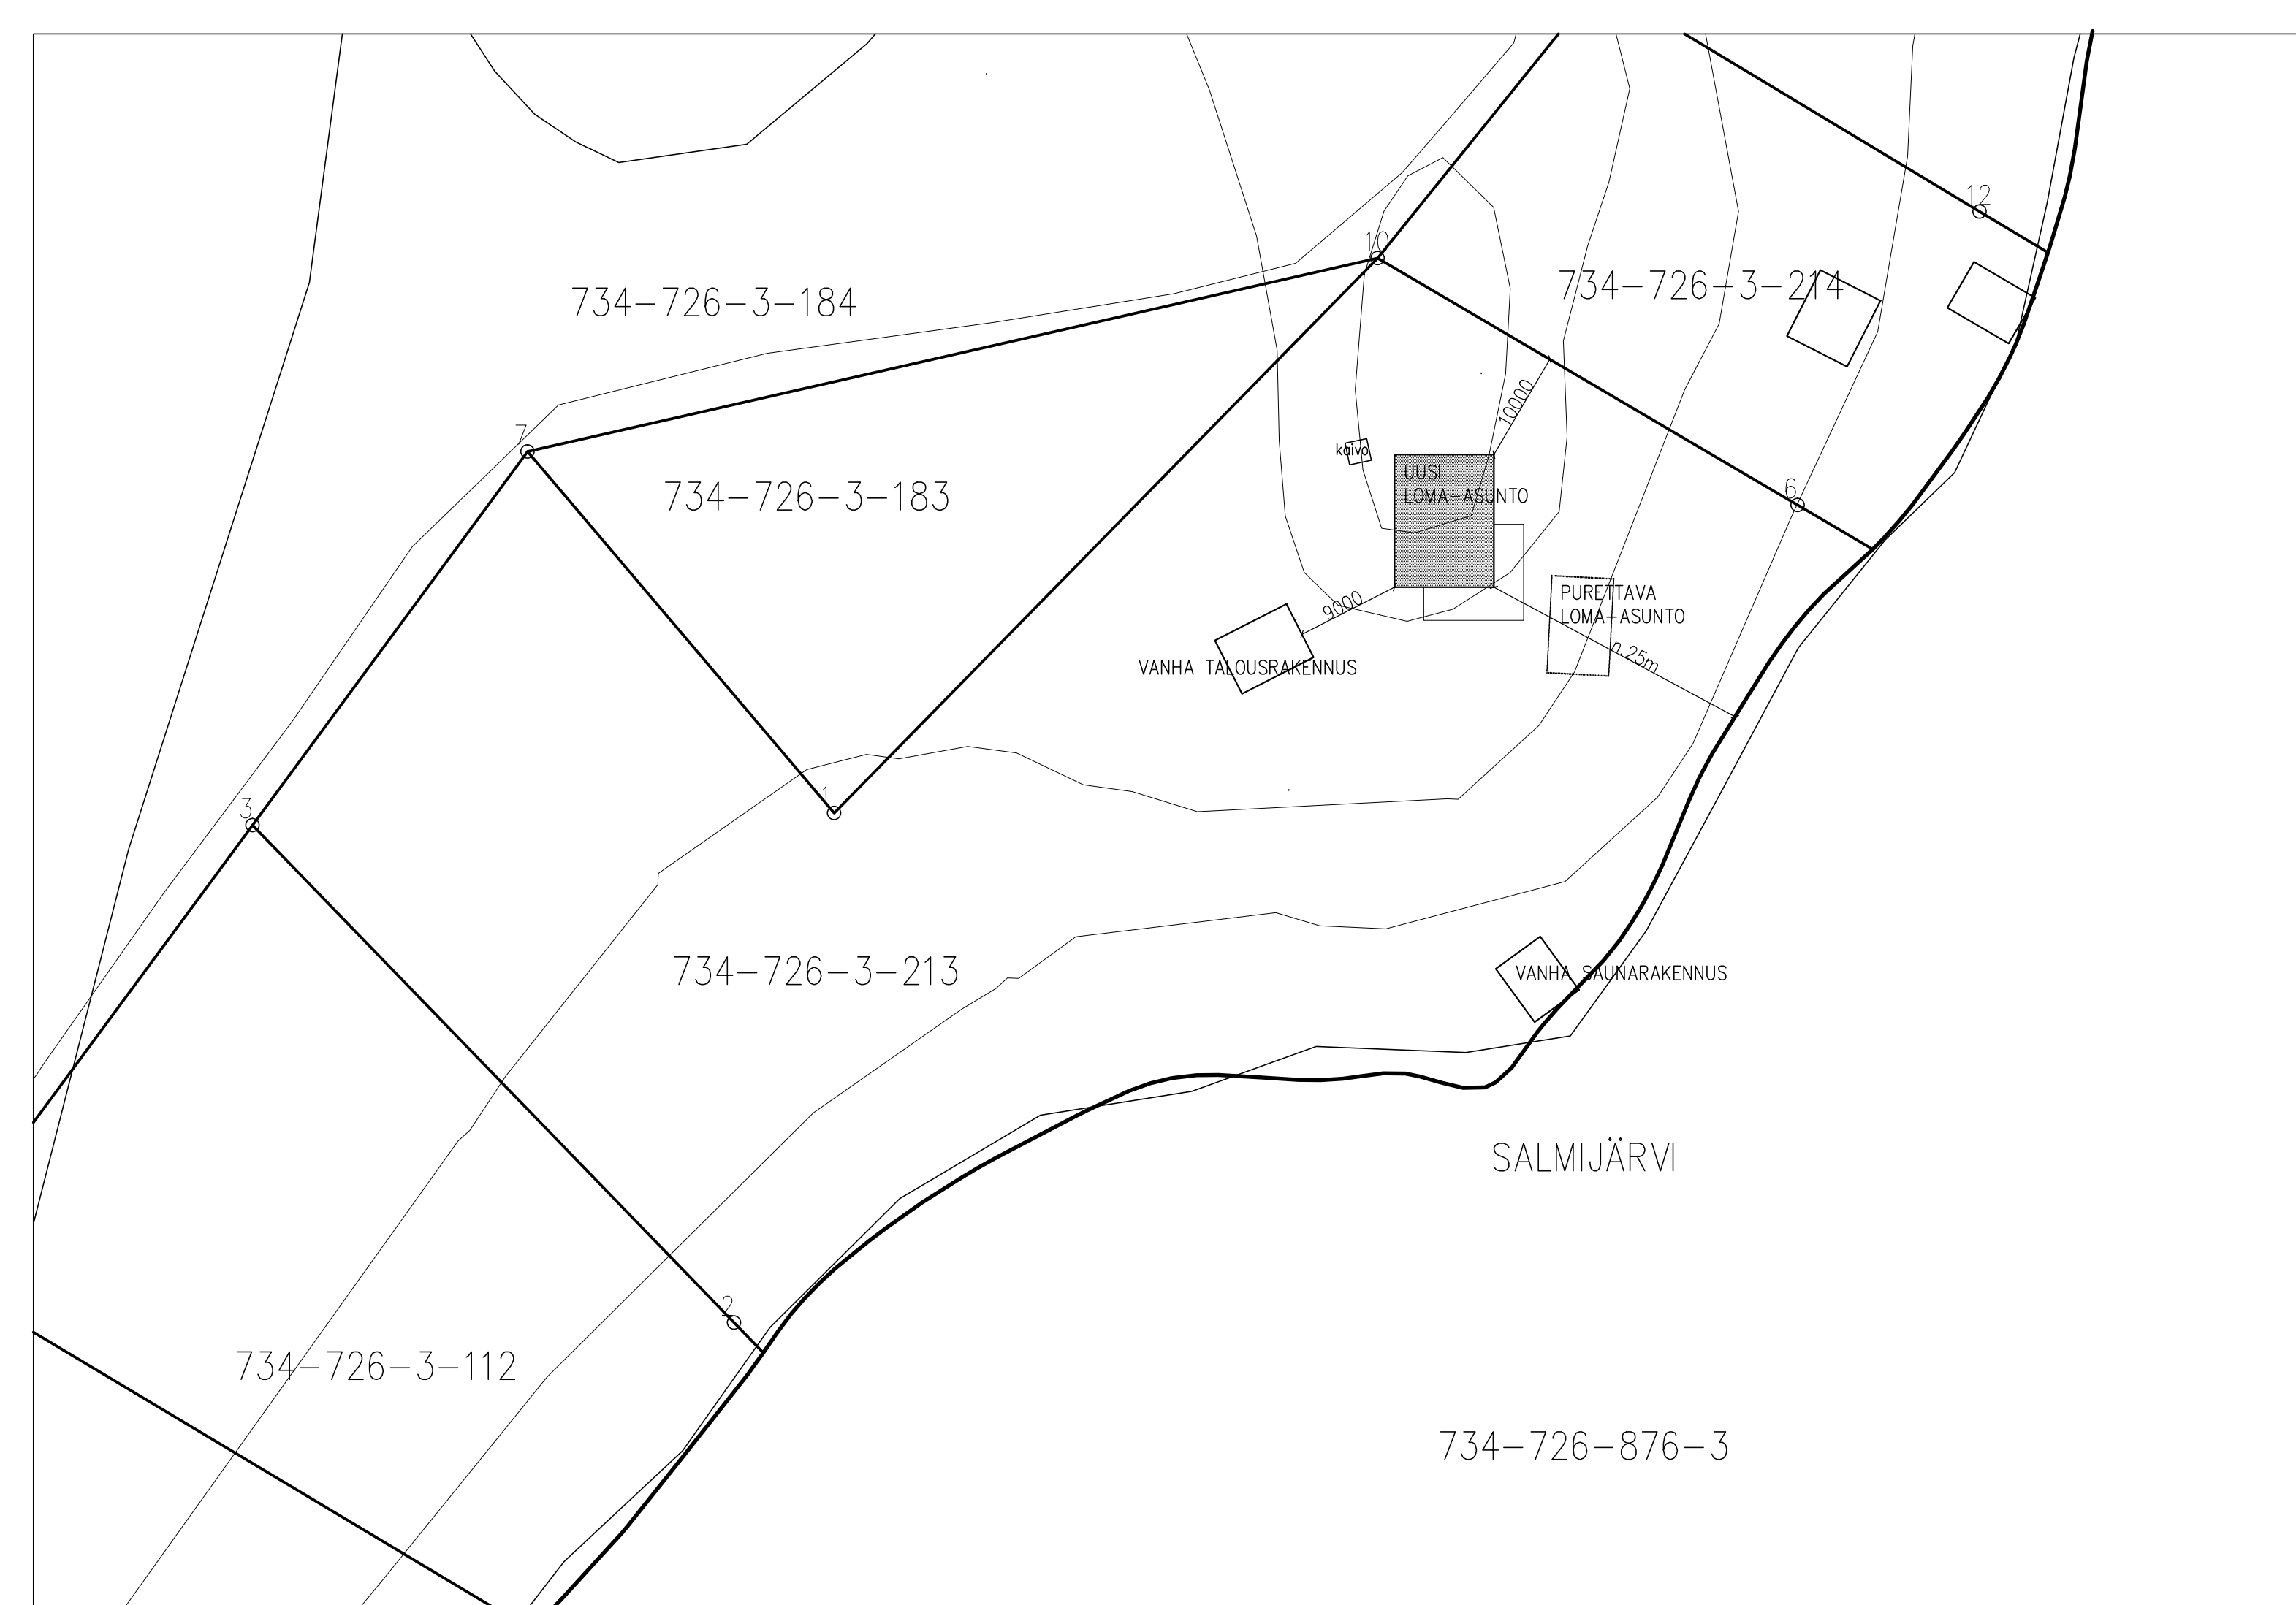 12
10
734-726-3-184
734-726-3-214
7
10000
kaivo
UUSI
LOMA-ASUNTO
734-726-3-183
6
PURETTAVA
LOMA-ASUNTO
9000
n.25m
VANHA TALOUSRAKENNUS
1
3
734-726-3-213
VANHA SAUNARAKENNUS
SALMIJÄRVI
2
734-726-3-112
734-726-876-3